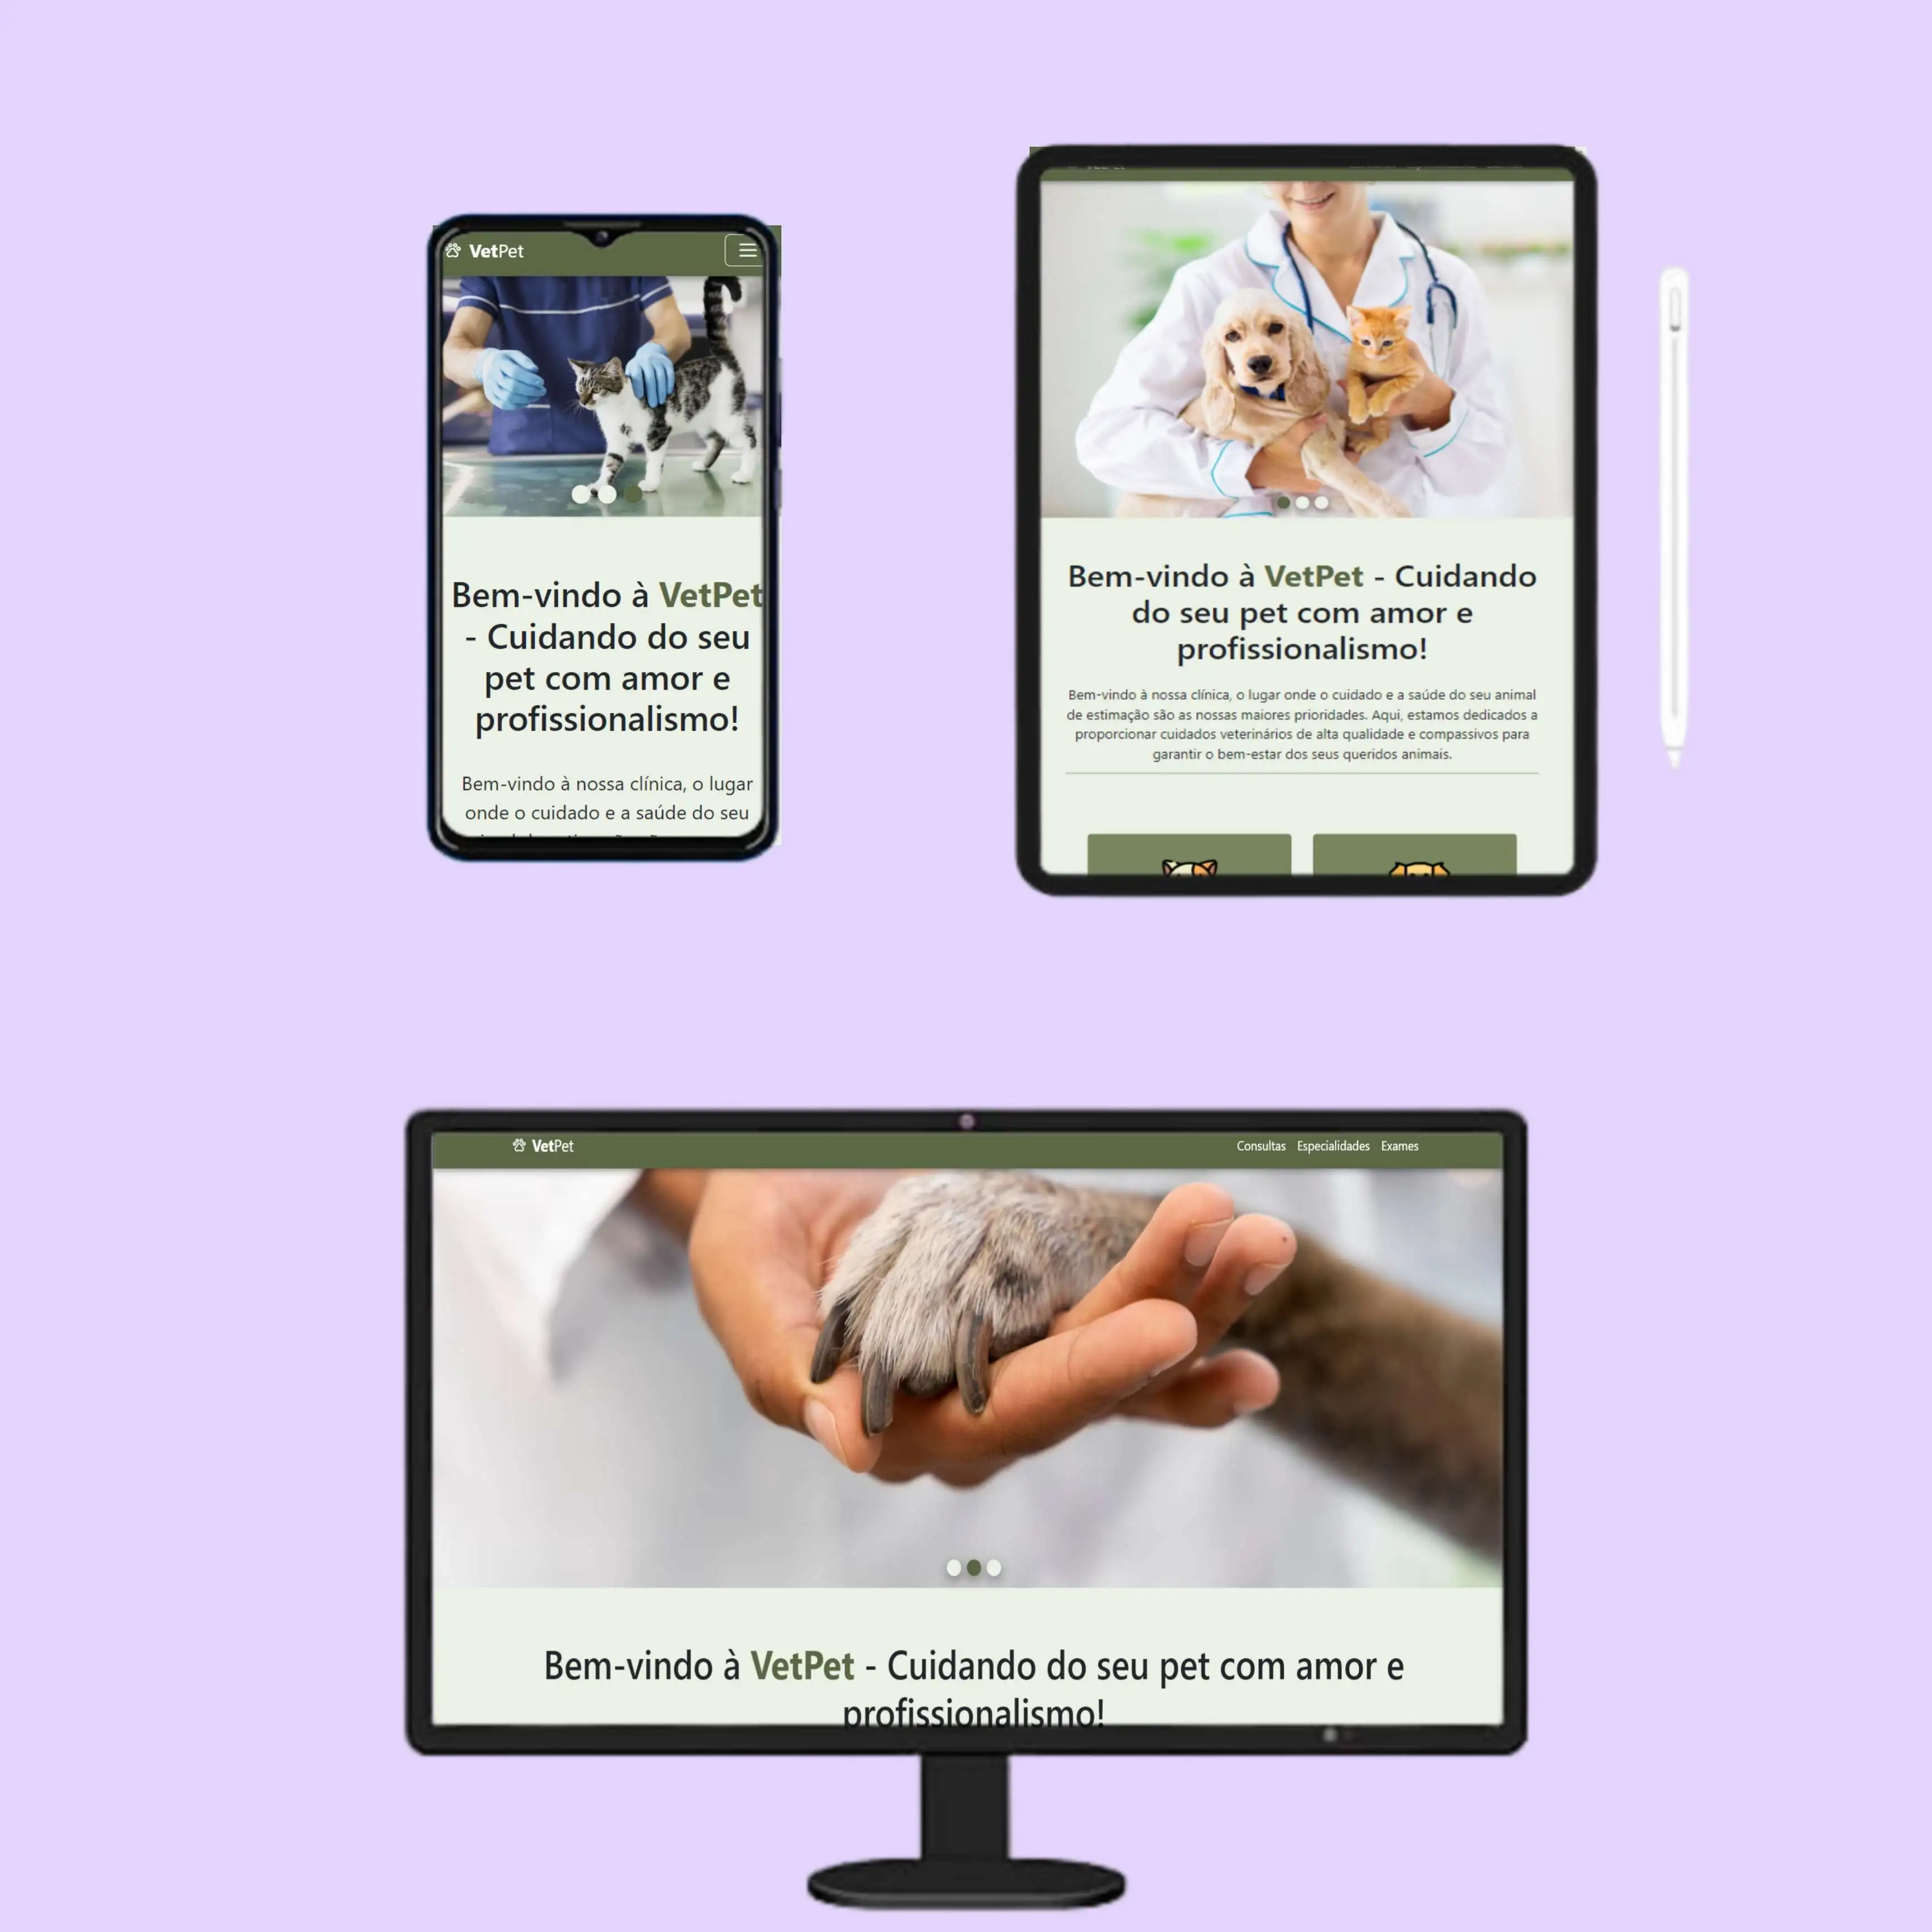 VetPet
Bem-vindo à VetPet
- Cuidando do seu
pet com amor e
profissionalismo!
Bem-vindo à nossa clínica, o lugar
onde o cuidado e a saúde do seu
Bem-vindo à VetPet - Cuidando
do seu pet com amor e
profissionalismo!
Bem-vindo à nossa clínica, o lugar onde o cuidado e a saúde do seu animal
de estimação são as nossas maiores prioridades. Aqui, estamos dedicados a
proporcionar cuidados veterinários de alta qualidade e compassivos para
garantir o bem-estar dos seus queridos animais.
VetPet Consultas Especialidades Exames
Bem-vindo à VetPet - Cuidando do seu pet com amor e
profissionalismo!